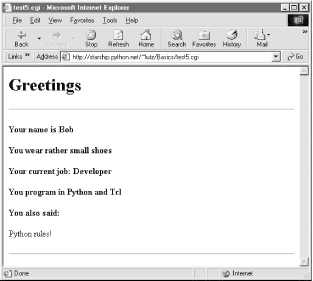 test5.cgi - Microsoft Internet Explorer
File Edit View Favorites Tools Help
Back Forward Stop Refresh Home Search Favorites History Mail
Links Address http://starship.python.net/~lutz/Basics/test5.cgi Go
Greetings
Your name is Bob
You wear rather small shoes
Your current job: Developer
You program in Python and Tcl
You also said:
Python rules!
Done Internet